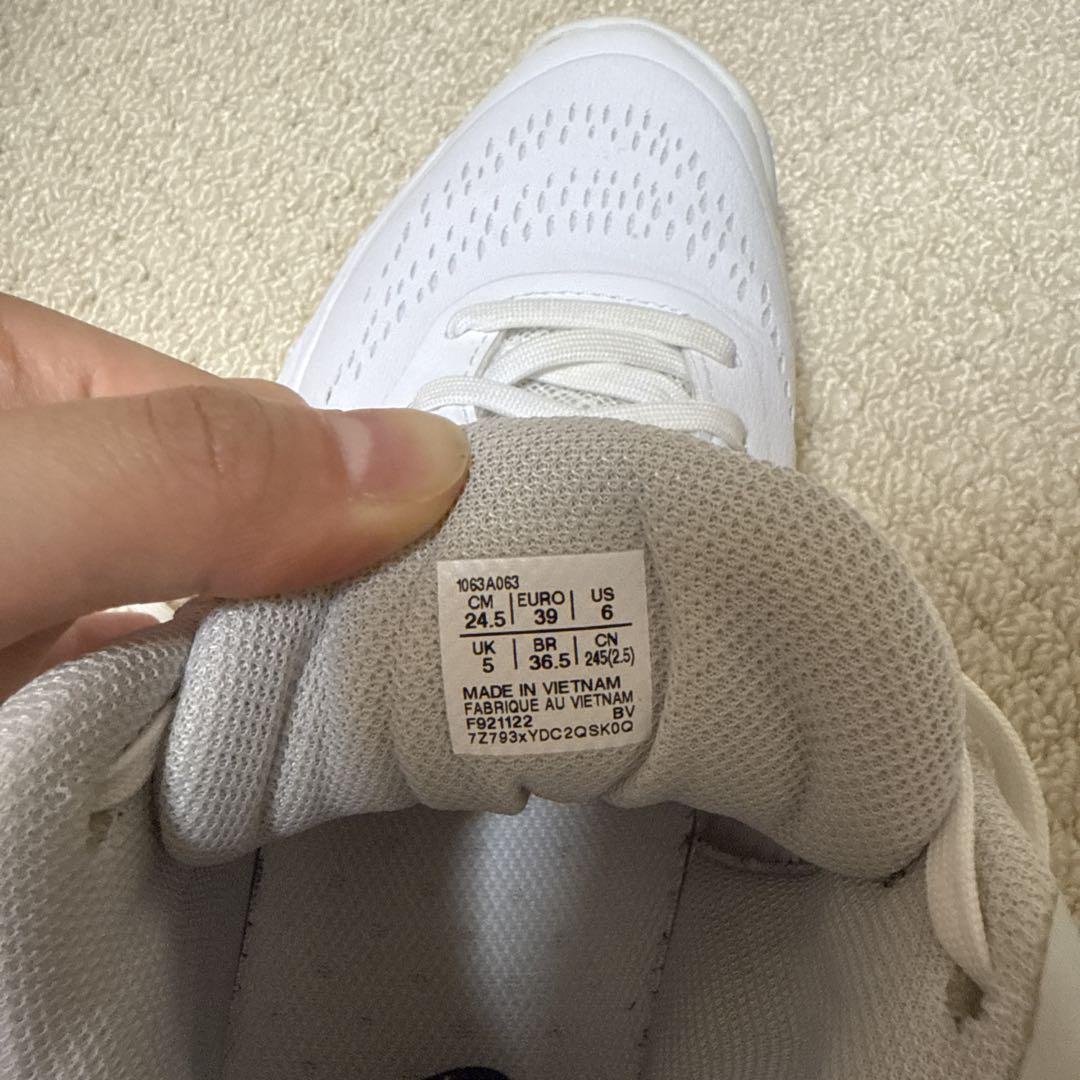 1063A063
CM | EURO | US
24.5 | 39 | 6
UK | BR | CN
5 | 36.5 | 245(2.5)
MADE IN VIETNAM
FABRIQUE AU VIETNAM
F921122 BV
7Z793xYDC2QSK0Q